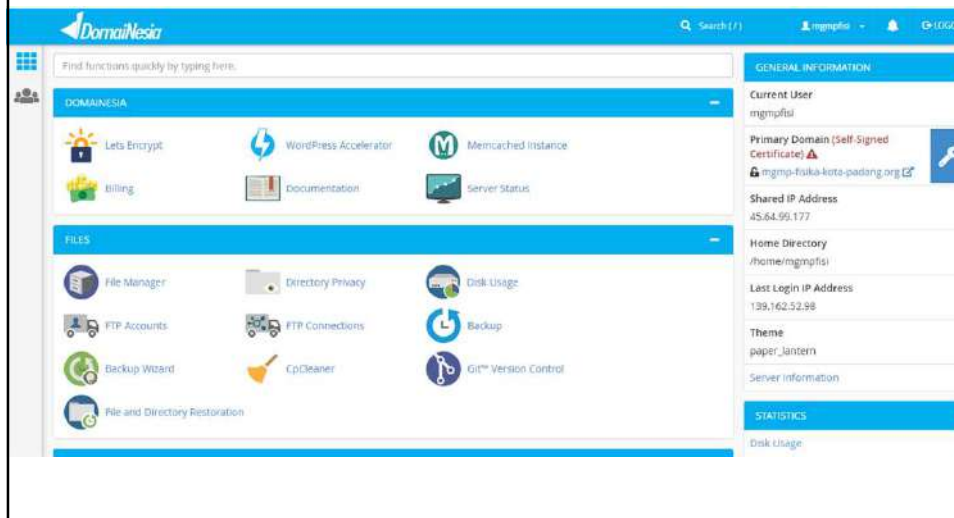 DomaiNesia
Search ( / )
mgmpfisi
LOGO
Find functions quickly by typing here.
DOMAINESIA
Lets Encrypt
WordPress Accelerator
Memcached Instance
Billing
Documentation
Server Status
FILES
File Manager
Directory Privacy
Disk Usage
FTP Accounts
FTP Connections
Backup
Backup Wizard
CpCleaner
Git™ Version Control
File and Directory Restoration
GENERAL INFORMATION
Current User
mgmpfisi
Primary Domain (Self-Signed
Certificate)
mgmp-fisika-kota-padang.org
Shared IP Address
45.64.99.177
Home Directory
/home/mgmpfisi
Last Login IP Address
139.162.52.98
Theme
paper_lantern
Server Information
STATISTICS
Disk Usage